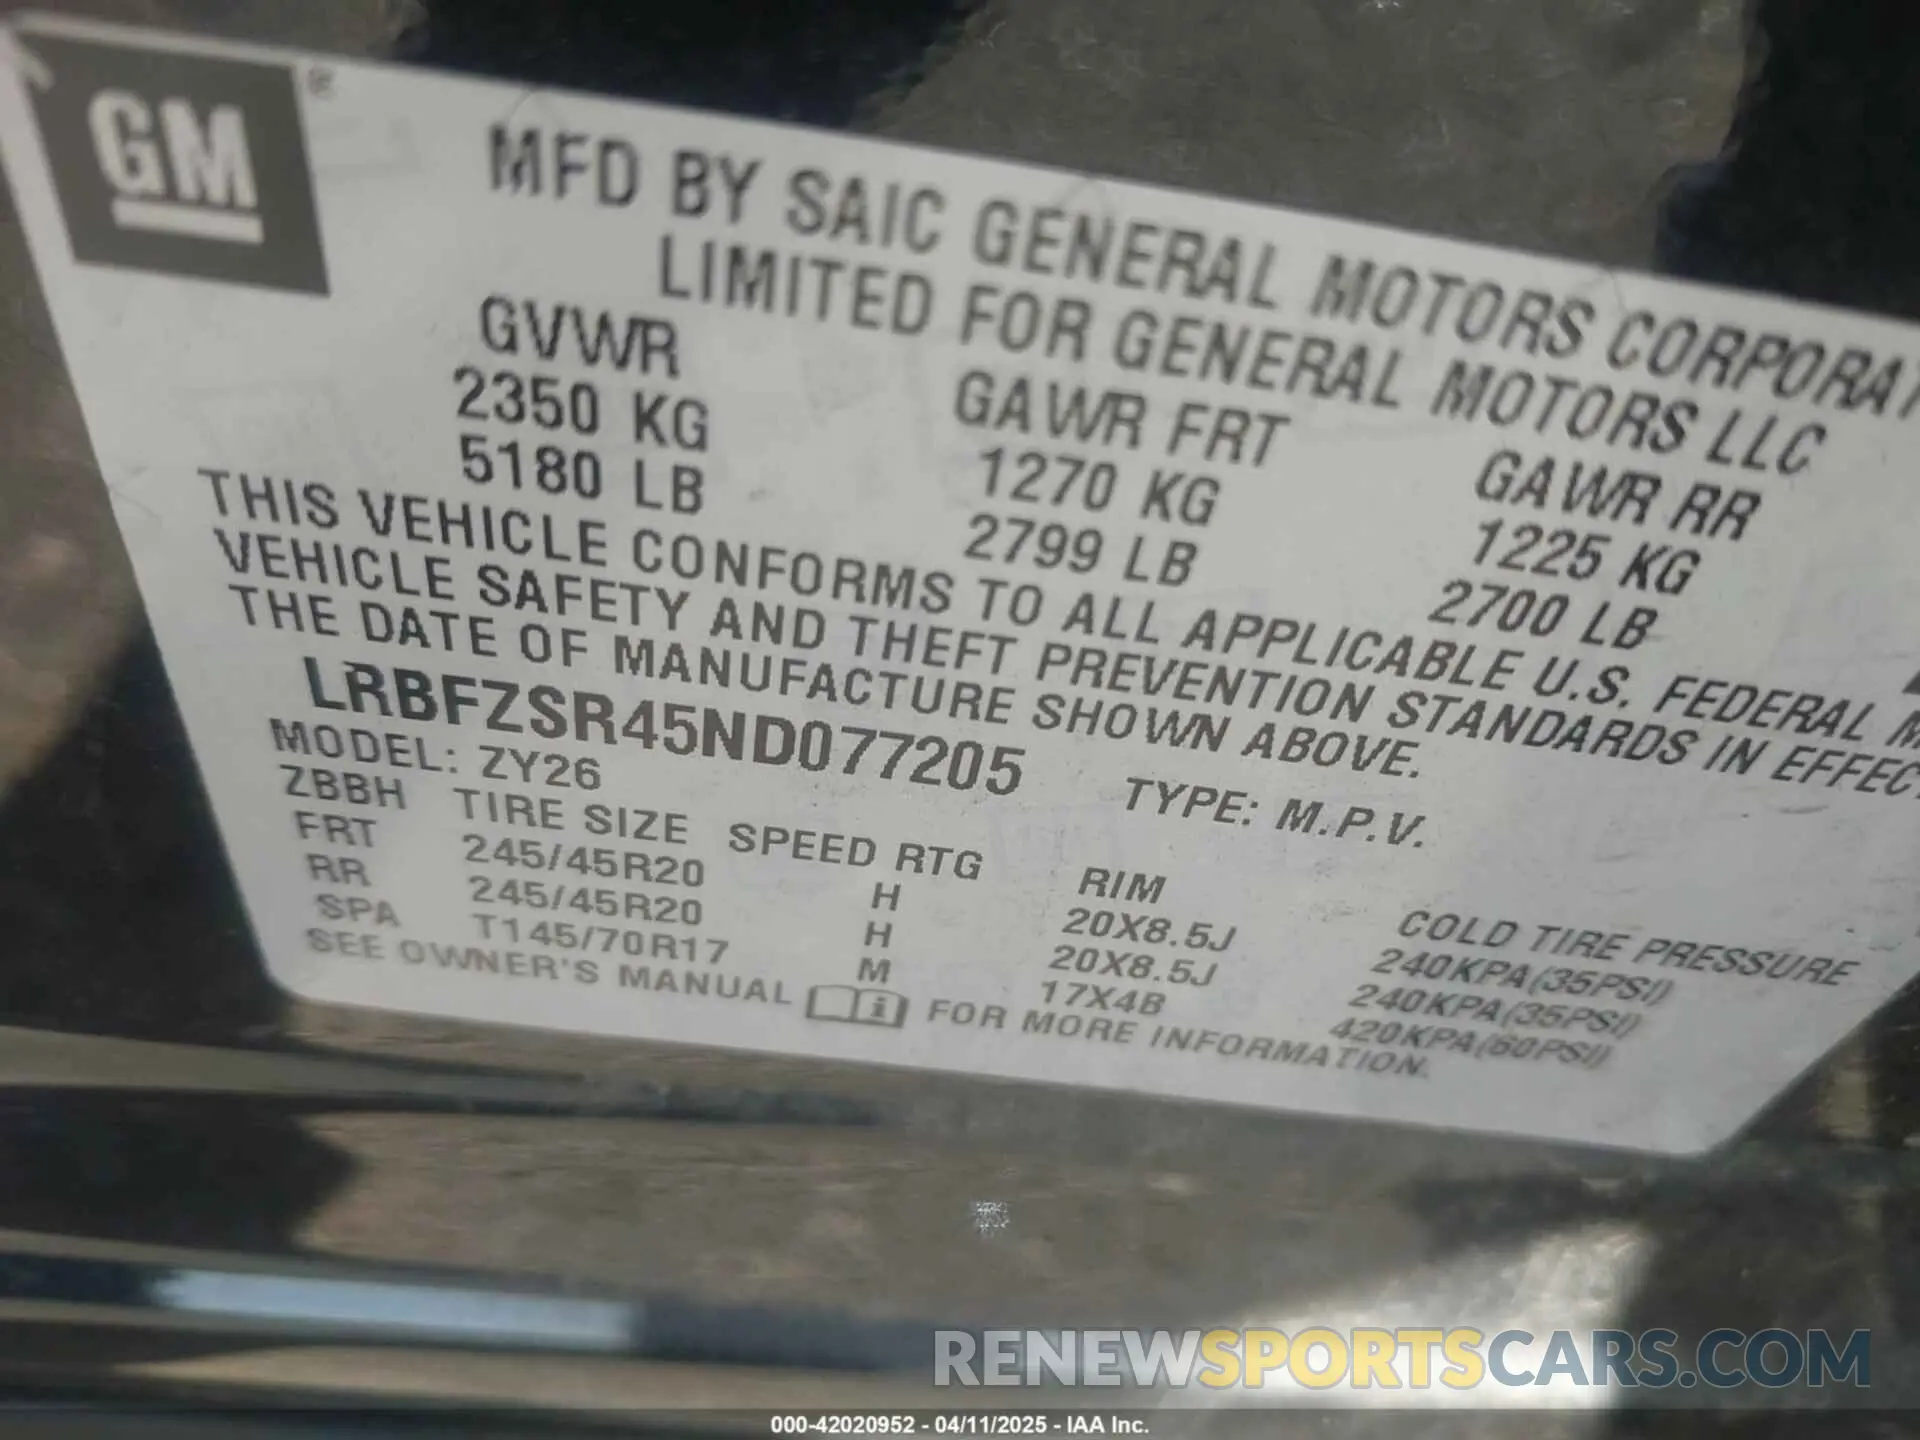 GM ®
MFD BY SAIC GENERAL MOTORS CORPORAT
LIMITED FOR GENERAL MOTORS LLC
GVWR GAWR FRT GAWR RR
2350 KG 1270 KG 1225 KG
5180 LB 2799 LB 2700 LB
THIS VEHICLE CONFORMS TO ALL APPLICABLE U.S. FEDERAL M
VEHICLE SAFETY AND THEFT PREVENTION STANDARDS IN EFFEC
THE DATE OF MANUFACTURE SHOWN ABOVE.
LRBFZSR45ND077205 TYPE: M.P.V.
MODEL: ZY26
ZBBH TIRE SIZE SPEED RTG RIM COLD TIRE PRESSURE
FRT 245/45R20 H 20X8.5J 240KPA(35PSI)
RR 245/45R20 H 20X8.5J 240KPA(35PSI)
SPA T145/70R17 M 17X4B 420KPA(60PSI)
SEE OWNER'S MANUAL i FOR MORE INFORMATION.
RENEWSPORTSCARS.COM
000-42020952 - 04/11/2025 - IAA Inc.